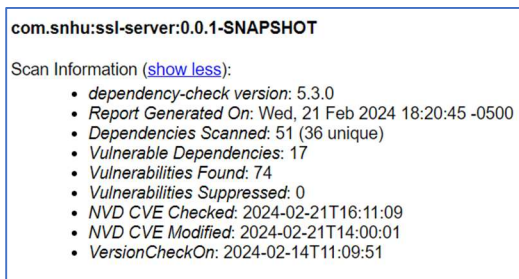 com.snhu:ssl-server:0.0.1-SNAPSHOT
Scan Information (show less):
• dependency-check version: 5.3.0
• Report Generated On: Wed, 21 Feb 2024 18:20:45 -0500
• Dependencies Scanned: 51 (36 unique)
• Vulnerable Dependencies: 17
• Vulnerabilities Found: 74
• Vulnerabilities Suppressed: 0
• NVD CVE Checked: 2024-02-21T16:11:09
• NVD CVE Modified: 2024-02-21T14:00:01
• VersionCheckOn: 2024-02-14T11:09:51